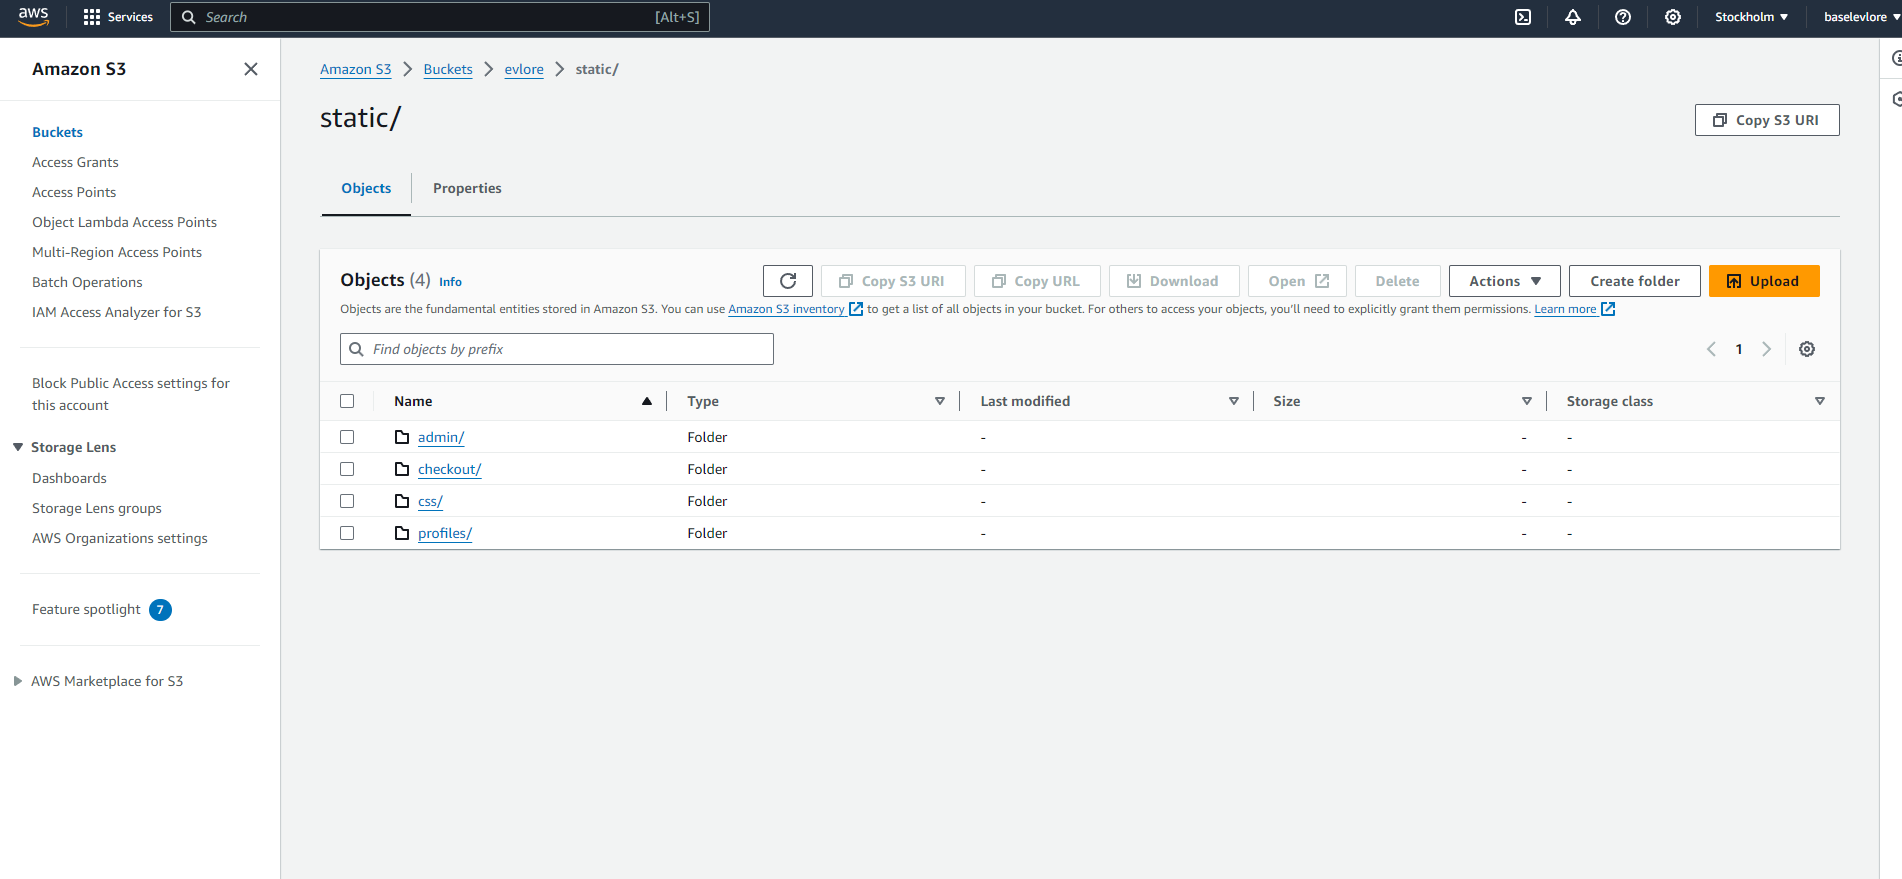 aws Services Search [Alt+S] Stockholm baselevlore
Amazon S3
Buckets
Access Grants
Access Points
Object Lambda Access Points
Multi-Region Access Points
Batch Operations
IAM Access Analyzer for S3
Block Public Access settings for
this account
Storage Lens
Dashboards
Storage Lens groups
AWS Organizations settings
Feature spotlight 7
AWS Marketplace for S3
Amazon S3 Buckets evlore static/
static/
Copy S3 URI
Objects Properties
Objects (4) Info Copy S3 URI Copy URL Download Open Delete Actions Create folder Upload
Objects are the fundamental entities stored in Amazon S3. You can use Amazon S3 inventory to get a list of all objects in your bucket. For others to access your objects, you'll need to explicitly grant them permissions. Learn more
Find objects by prefix 1
Name Type Last modified Size Storage class
admin/ Folder - - -
checkout/ Folder - - -
css/ Folder - - -
profiles/ Folder - - -